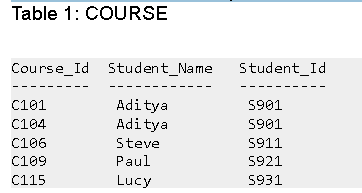 Table 1: COURSE
Course_Id  Student_Name   Student_Id
---------  -------------  ----------
C101        Aditya         S901
C104        Aditya         S901
C106        Steve          S911
C109        Paul           S921
C115        Lucy           S931